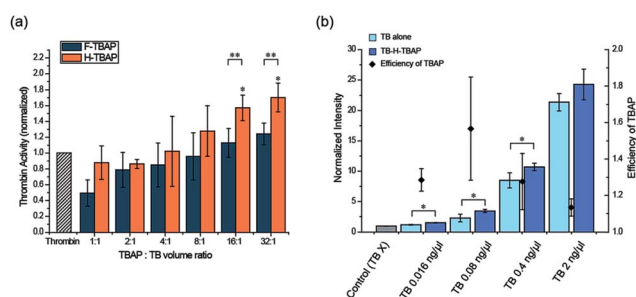 (a)
F-TBAP
H-TBAP
Thrombin Activity (normalized)
2.0
1.8
1.6
1.4
1.2
1.0
0.8
0.6
0.4
0.2
0.0
**
**
*
*
Thrombin
1:1
2:1
4:1
8:1
16:1
32:1
TBAP : TB volume ratio
(b)
TB alone
TB-H-TBAP
Efficiency of TBAP
Normalized Intensity
30
25
20
15
10
5
0
*
*
*
2.0
1.8
1.6
1.4
1.2
1.0
Efficiency of TBAP
Control (TB X)
TB 0.016 ng/µl
TB 0.08 ng/µl
TB 0.4 ng/µl
TB 2 ng/µl